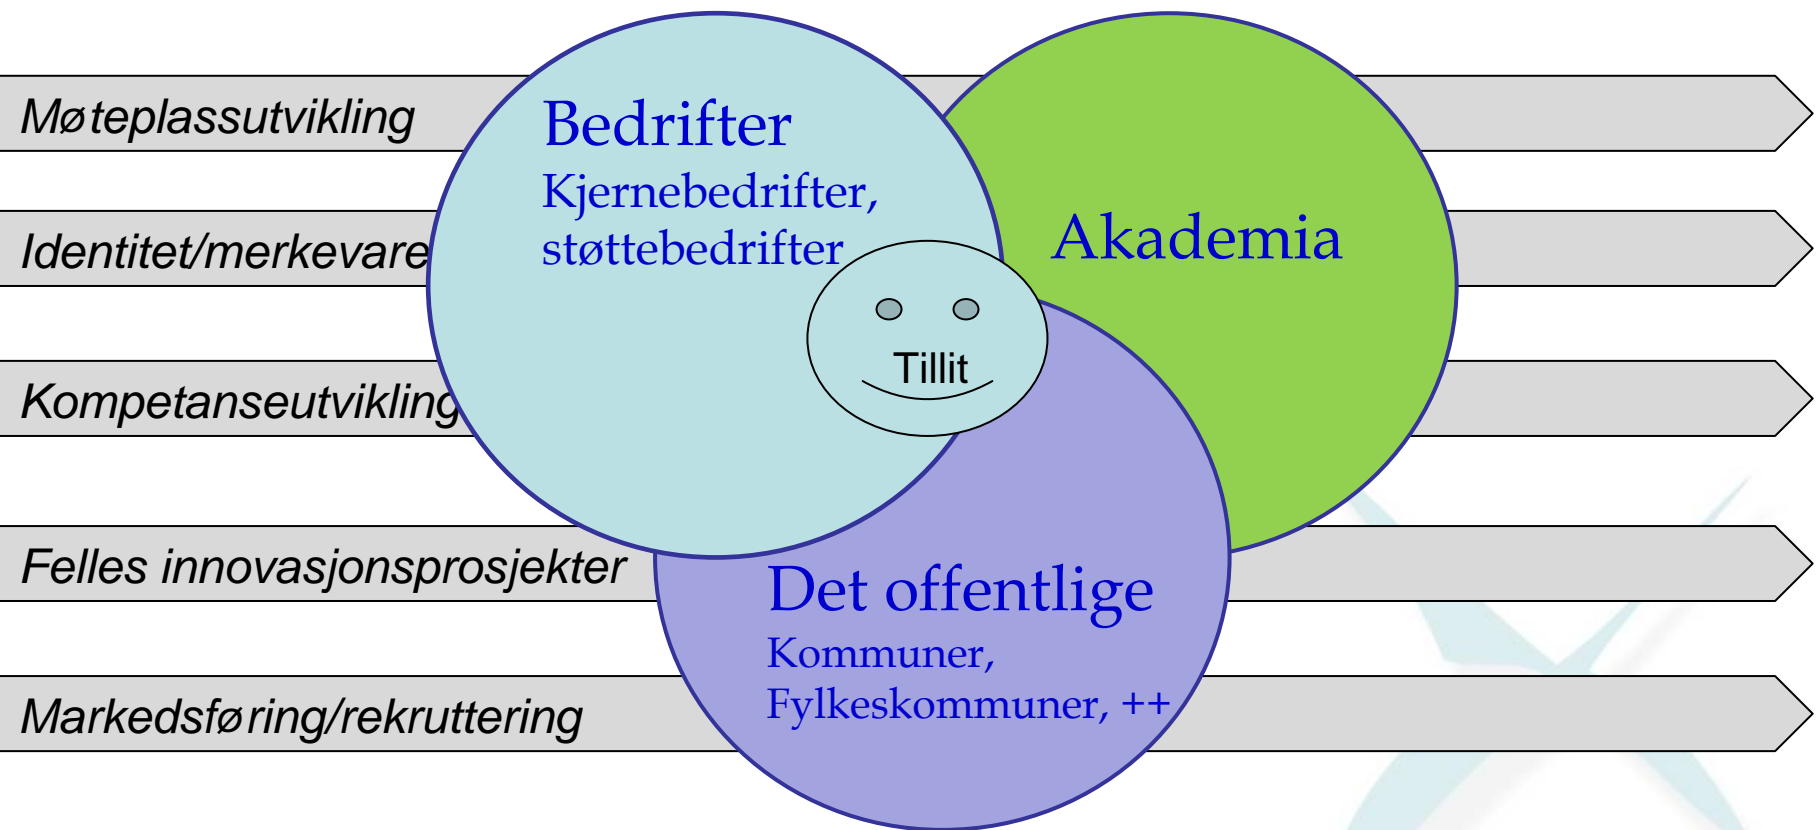 Møteplassutvikling
Bedrifter
Kjernebedrifter,
støttebedrifter
Akademia
Identitet/merkevare
Tillit
Kompetanseutvikling
Felles innovasjonsprosjekter
Det offentlige
Kommuner,
Fylkeskommuner, ++
Markedsføring/rekruttering